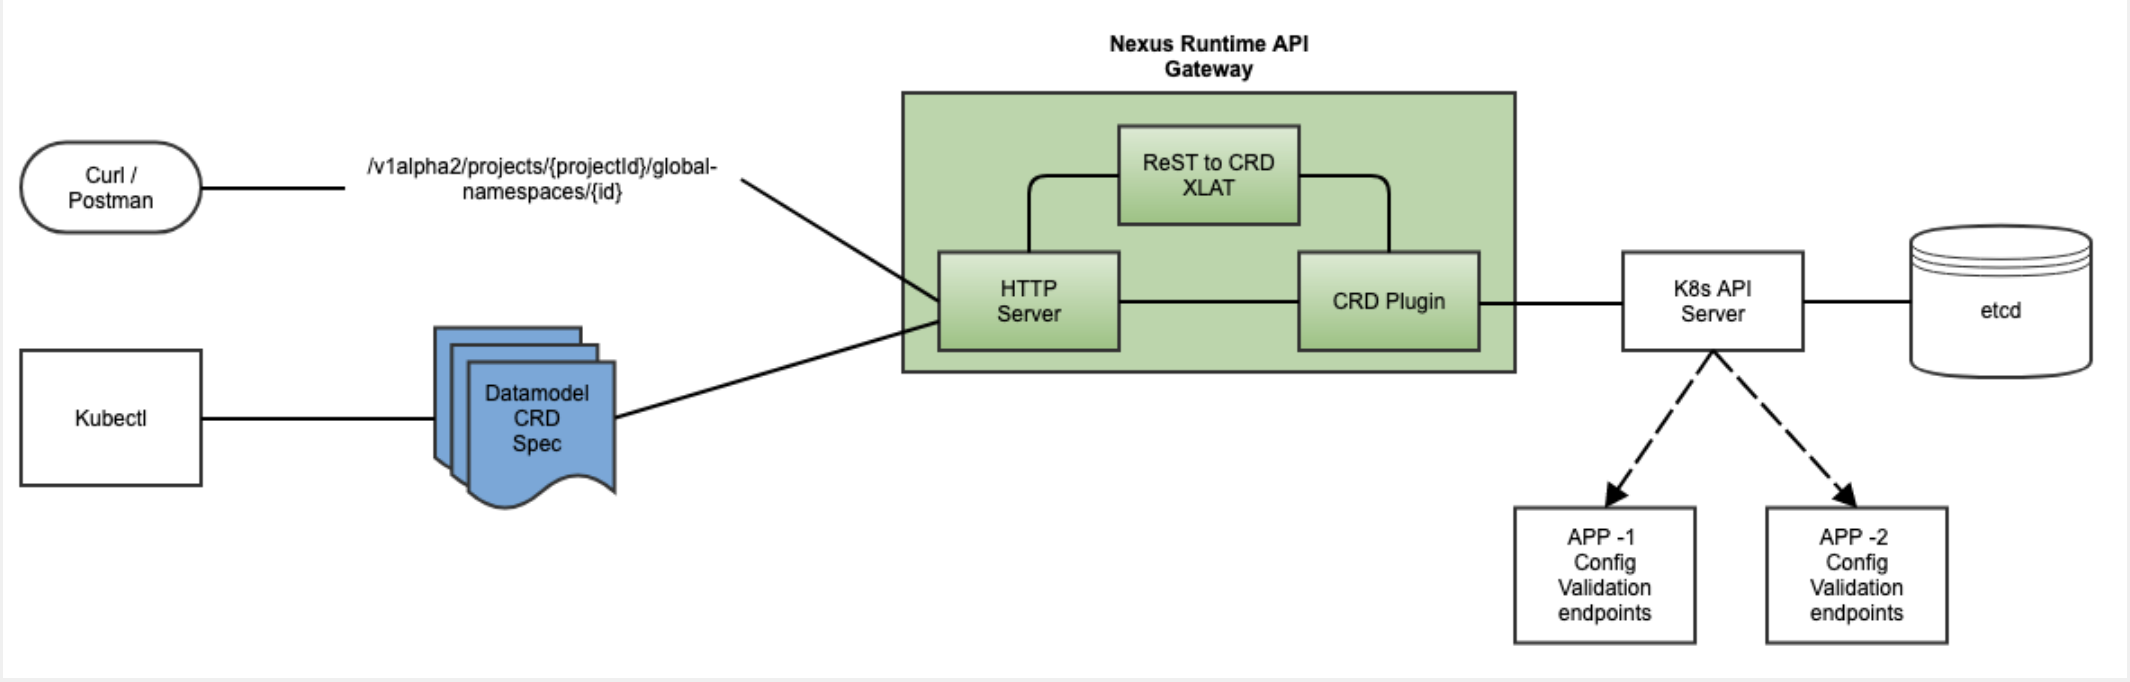 Nexus Runtime API
Gateway
Curl /
Postman
/v1alpha2/projects/{projectId}/global-
namespaces/{id}
ReST to CRD
XLAT
HTTP
Server
CRD Plugin
K8s API
Server
etcd
Kubectl
Datamodel
CRD
Spec
APP -1
Config
Validation
endpoints
APP -2
Config
Validation
endpoints